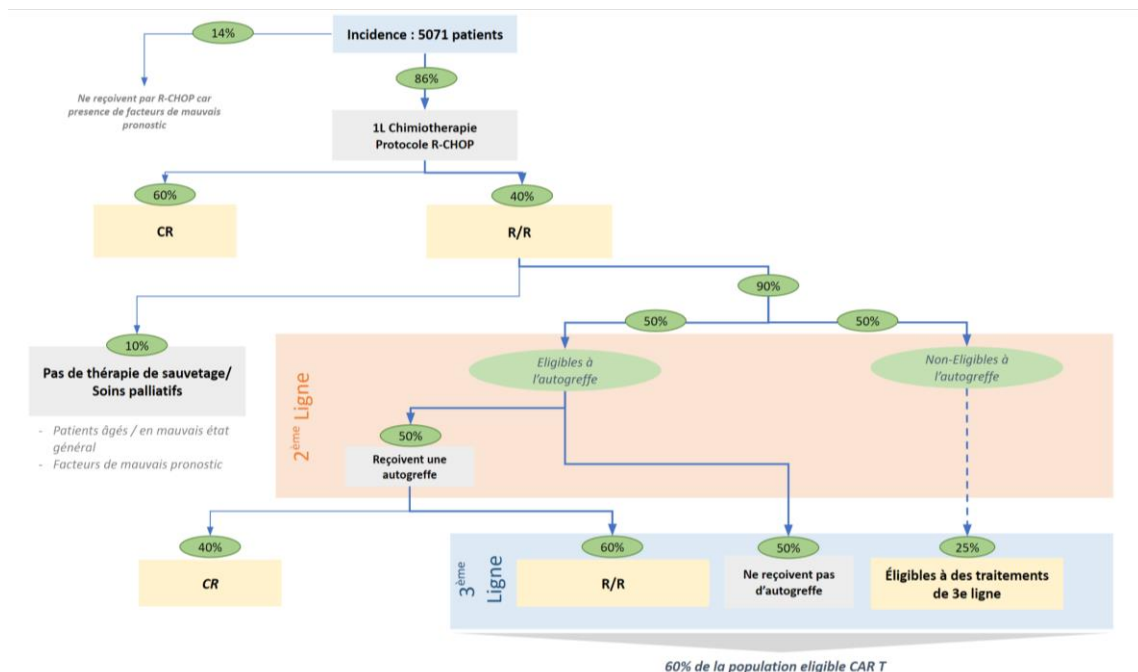 14%
Incidence : 5071 patients
86%
Ne reçoivent par R-CHOP car
presence de facteurs de mauvais
pronostic
1L Chimiotherapie
Protocole R-CHOP
60%
40%
CR
R/R
90%
50%
50%
10%
Pas de thérapie de sauvetage/
Soins palliatifs
- Patients âgés / en mauvais état
général
- Facteurs de mauvais pronostic
2ème Ligne
Eligibles à
l'autogreffe
Non-Eligibles à
l'autogreffe
50%
Reçoivent une
autogreffe
40%
CR
3ème
Ligne
60%
R/R
50%
Ne reçoivent pas
d'autogreffe
25%
Éligibles à des traitements
de 3e ligne
60% de la population eligible CAR T